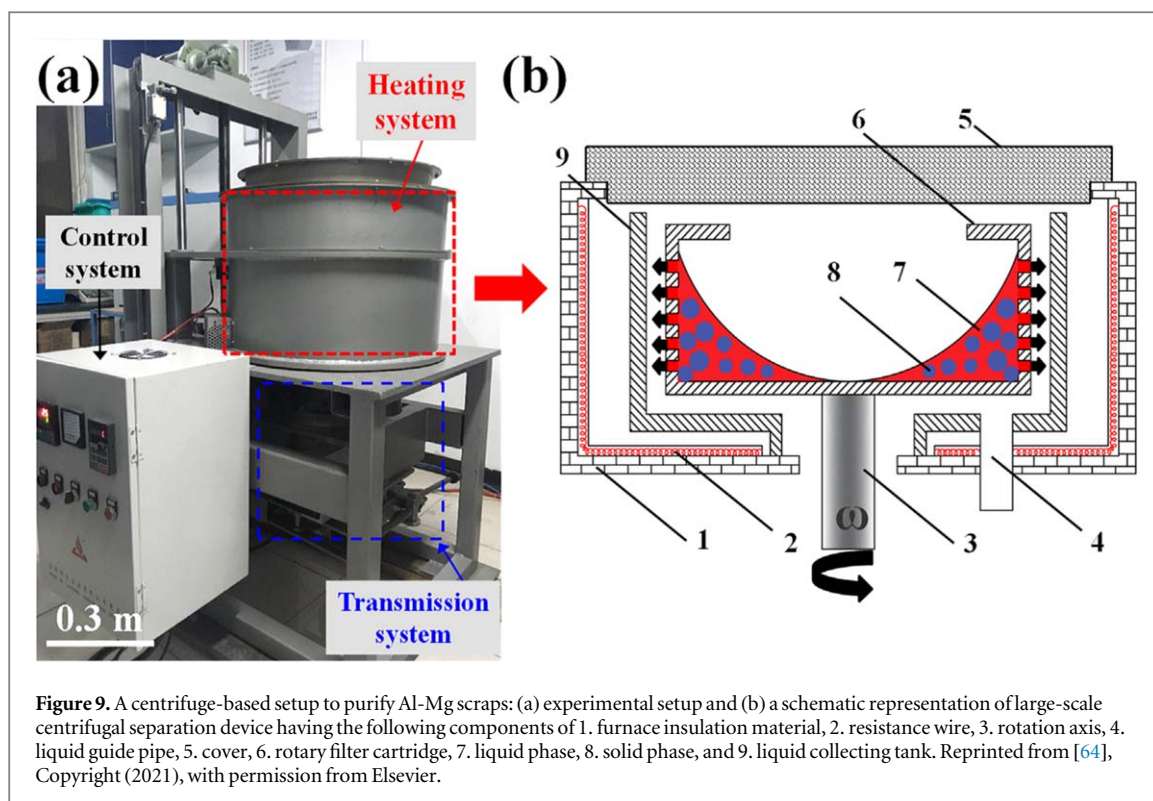 (a)
Heating
system
Control
system
Transmission
system
0.3 m
(b)
5
6
9
8
7
ω
1
2
3
4
Figure 9. A centrifuge-based setup to purify Al-Mg scraps: (a) experimental setup and (b) a schematic representation of large-scale
centrifugal separation device having the following components of 1. furnace insulation material, 2. resistance wire, 3. rotation axis, 4.
liquid guide pipe, 5. cover, 6. rotary filter cartridge, 7. liquid phase, 8. solid phase, and 9. liquid collecting tank. Reprinted from [64],
Copyright (2021), with permission from Elsevier.